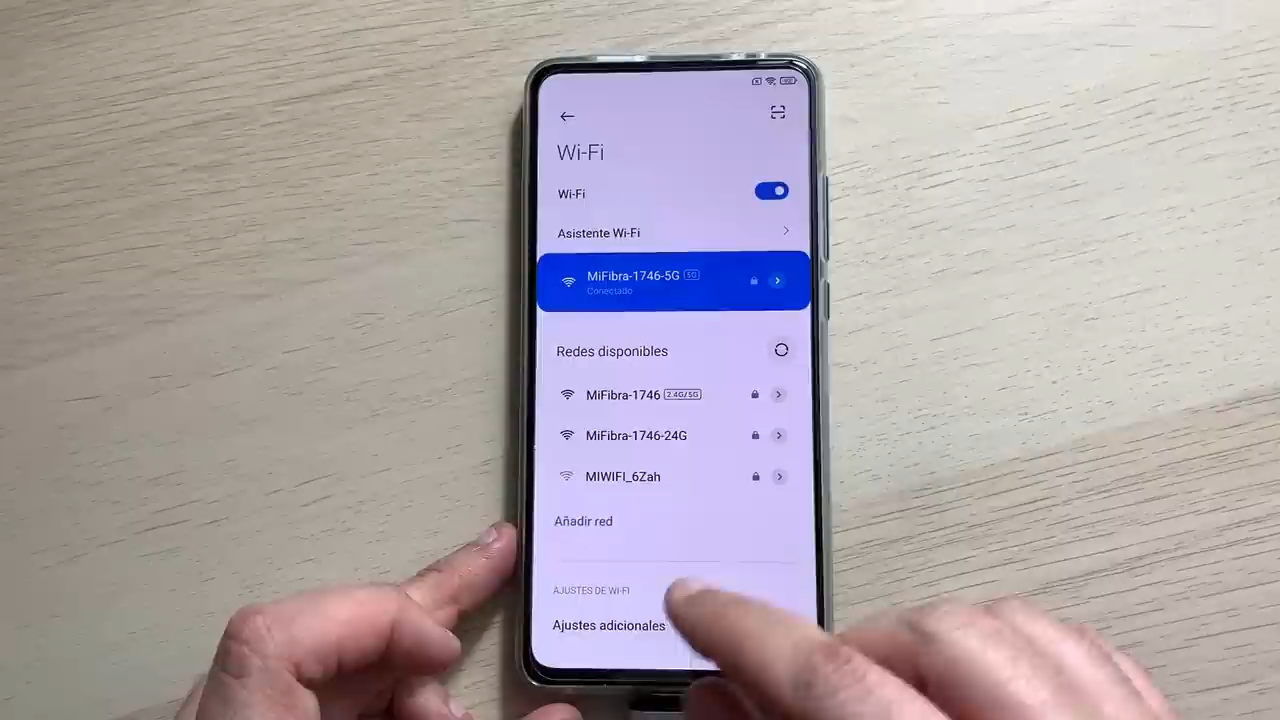 Wi-Fi
Wi-Fi
Asistente Wi-Fi
MiFibra-1746-5G 5G
Conectado
Redes disponibles
MiFibra-1746 2.4G/5G
MiFibra-1746-24G
MIWIFI_6Zah
Añadir red
AJUSTES DE WI-FI
Ajustes adicionales